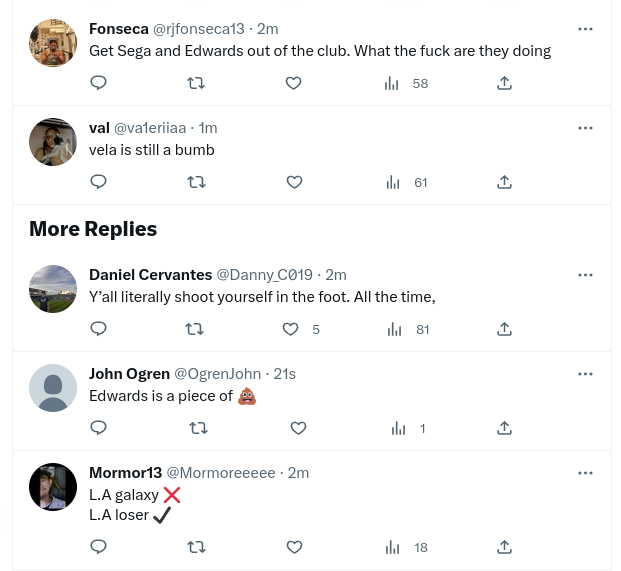 Fonseca @rjfonseca13 · 2m
Get Sega and Edwards out of the club. What the fuck are they doing
58
val @va1eriiaa · 1m
vela is still a bumb
61
More Replies
Daniel Cervantes @Danny_C019 · 2m
Y’all literally shoot yourself in the foot. All the time,
5 81
John Ogren @OgrenJohn · 21s
Edwards is a piece of 💩
1
Mormor13 @Mormoreeeee · 2m
L.A galaxy ❌
L.A loser ✔
18